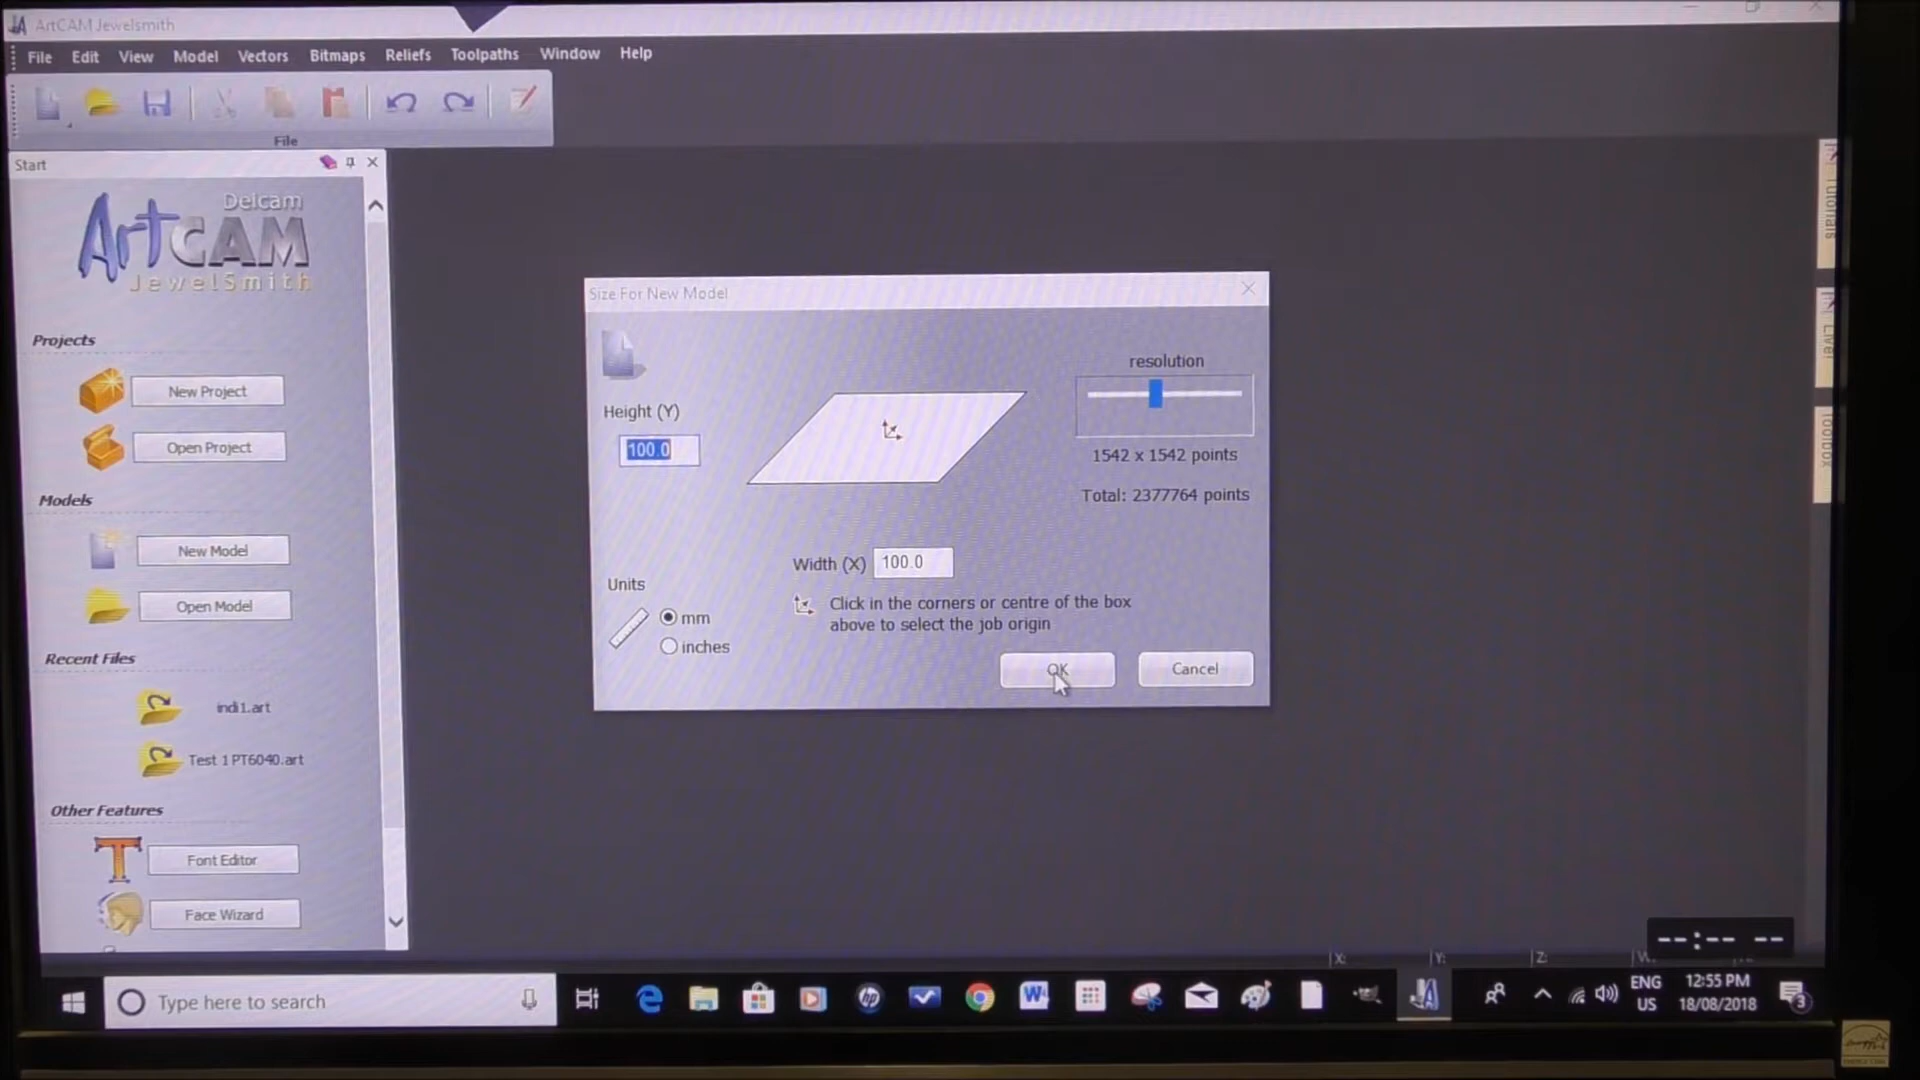 ArtCAM Jewelsmith
File Edit View Model Vectors Bitmaps Reliefs Toolpaths Window Help
File
Start
Delcam
ArtCAM
JewelSmith
Projects
New Project
Open Project
Models
New Model
Open Model
Recent Files
indi1.art
Test 1 PT6040.art
Other Features
Font Editor
Face Wizard
Size For New Model
resolution
Height (Y)
100.0
1542 x 1542 points
Total: 2377764 points
Width (X) 100.0
Units
mm
inches
Click in the corners or centre of the box
above to select the job origin
OK
Cancel
Tutorials
Live!
Toolbox
--:-- --
X:
Y:
Z:
Type here to search
ENG
US
12:55 PM
18/08/2018
3